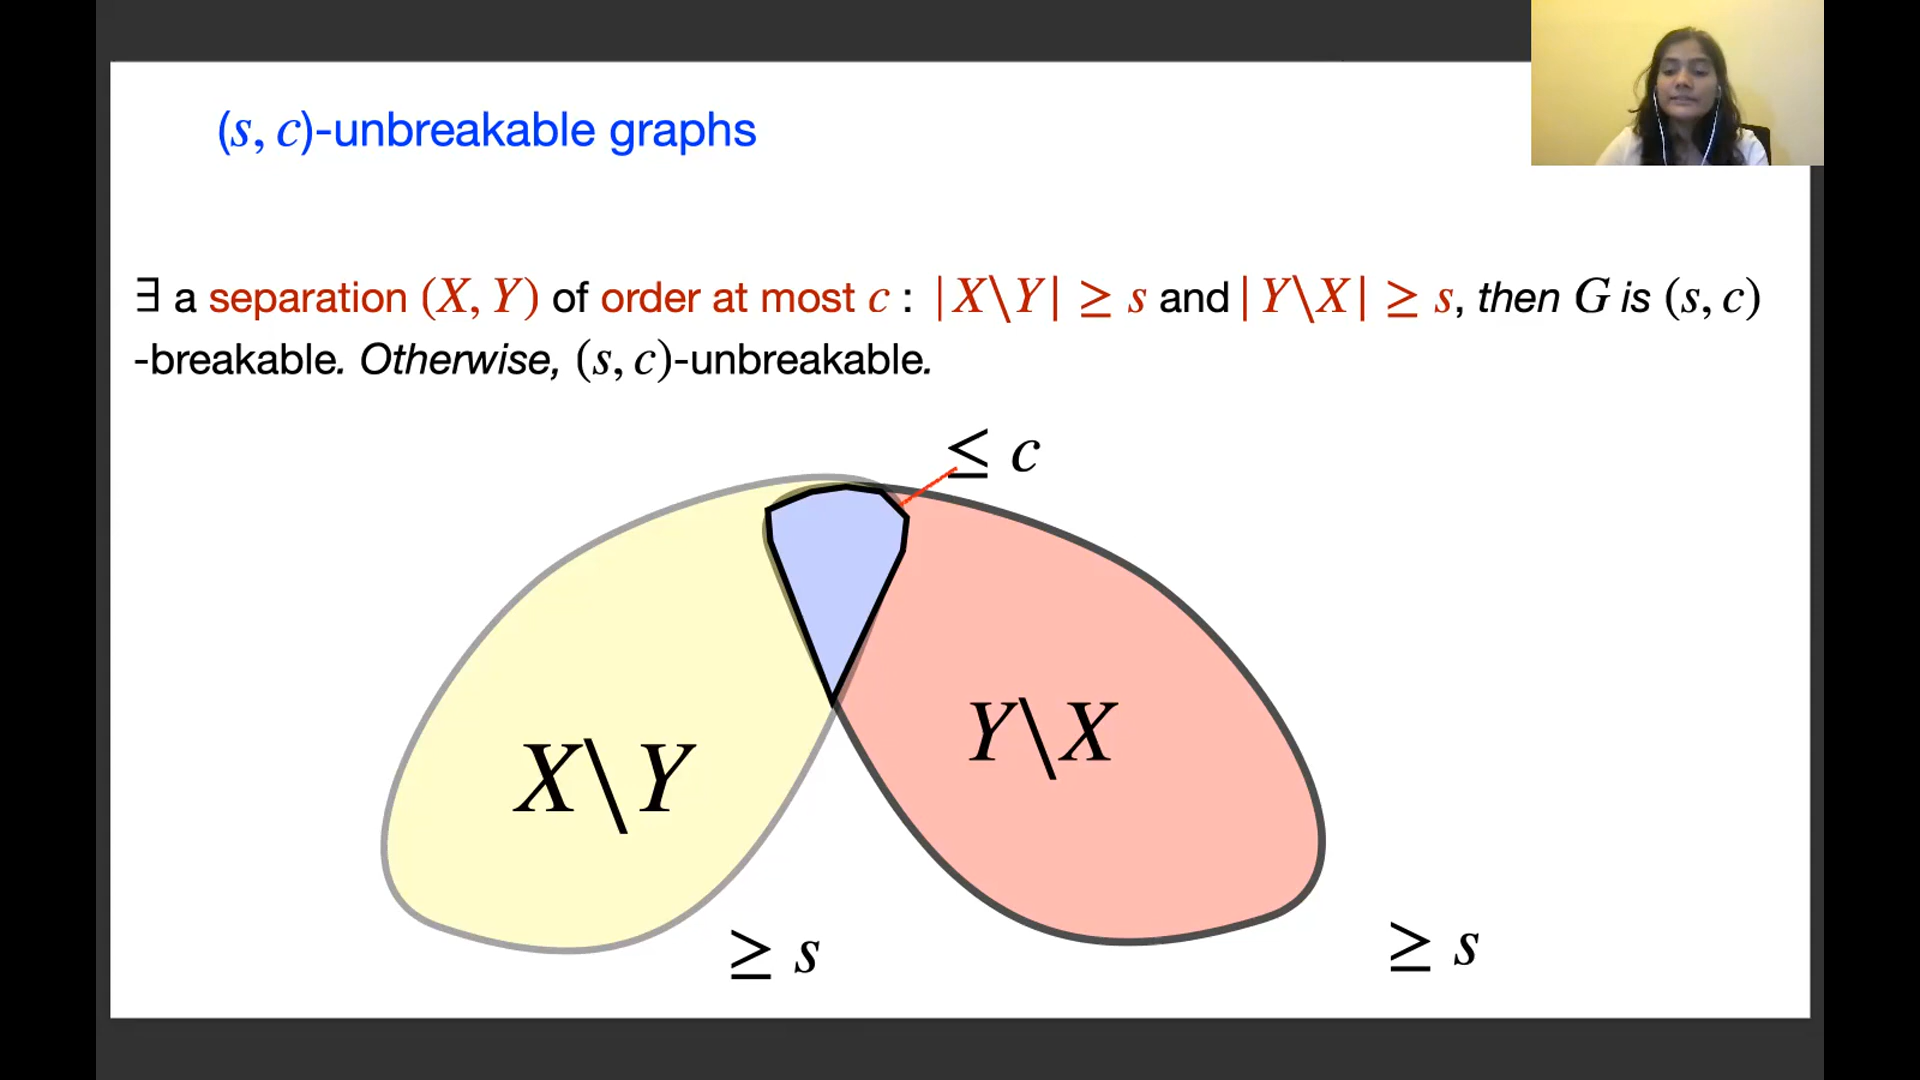 (s, c)-unbreakable graphs
∃ a separation (X, Y) of order at most c : |X\Y| ≥ s and |Y\X| ≥ s, then G is (s, c)
-breakable. Otherwise, (s, c)-unbreakable.
≤ c
X\Y
Y\X
≥ s
≥ s